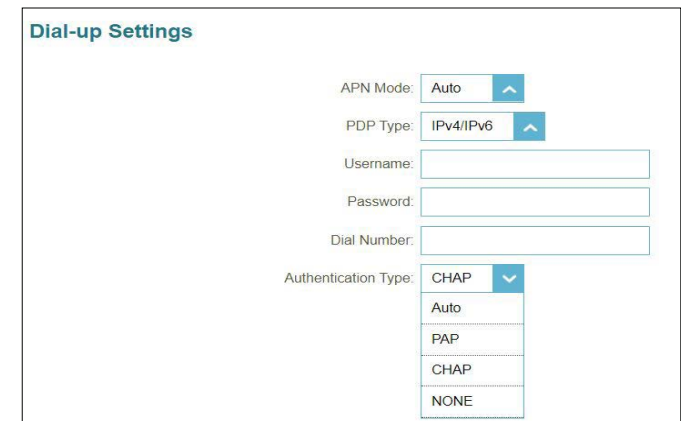 Dial-up Settings
APN Mode: Auto
PDP Type: IPv4/IPv6
Username:
Password:
Dial Number:
Authentication Type: CHAP
Auto
PAP
CHAP
NONE